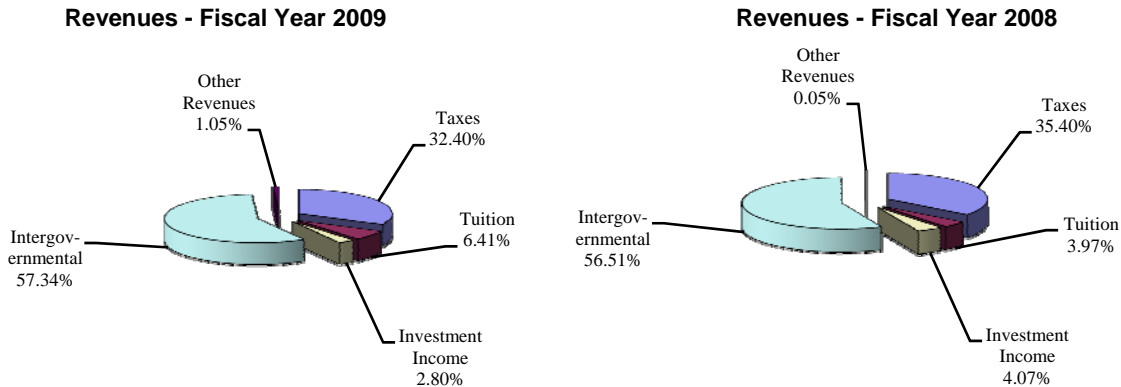 Revenues - Fiscal Year 2009
Other
Revenues
1.05%
Taxes
32.40%
Tuition
6.41%
Intergov-
ernmental
57.34%
Investment
Income
2.80%
Revenues - Fiscal Year 2008
Other
Revenues
0.05%
Taxes
35.40%
Tuition
3.97%
Intergov-
ernmental
56.51%
Investment
Income
4.07%